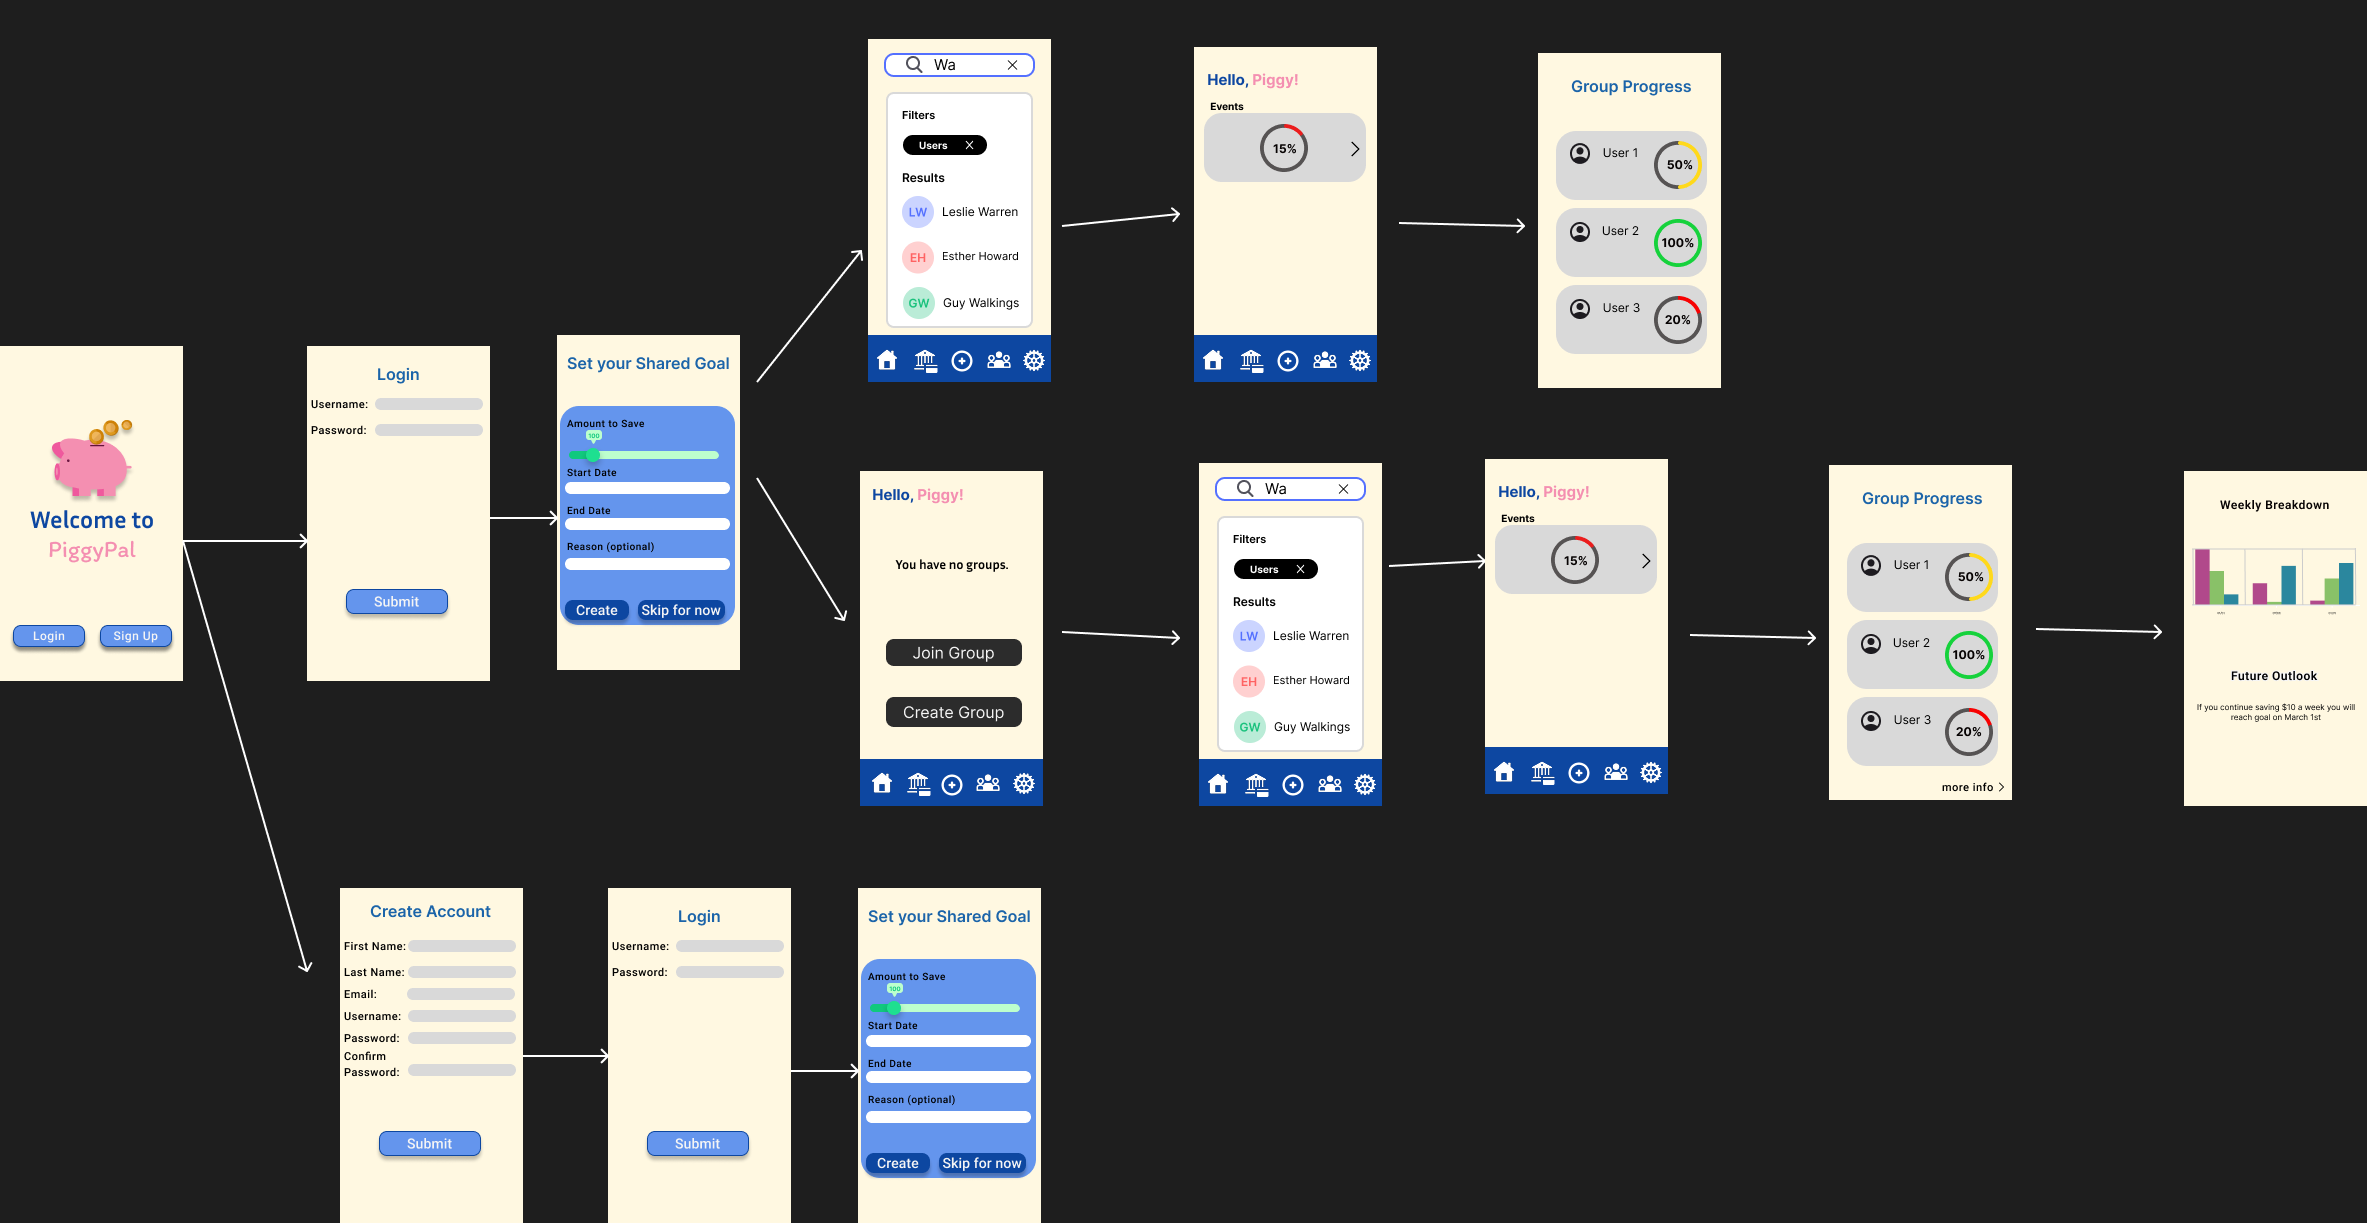 Welcome to
PiggyPal
Login
Sign Up
Login
Username:
Password:
Submit
Set your Shared Goal
Amount to Save
100
Start Date
End Date
Reason (optional)
Create
Skip for now
Wa
Filters
Users
Results
LW Leslie Warren
EH Esther Howard
GW Guy Walkings
Hello, Piggy!
Events
15%
Group Progress
User 1
50%
User 2
100%
User 3
20%
Hello, Piggy!
You have no groups.
Join Group
Create Group
Wa
Filters
Users
Results
LW Leslie Warren
EH Esther Howard
GW Guy Walkings
Hello, Piggy!
Events
15%
Group Progress
User 1
50%
User 2
100%
User 3
20%
more info
Weekly Breakdown
Future Outlook
If you continue saving $10 a week you will
reach goal on March 1st
Create Account
First Name:
Last Name:
Email:
Username:
Password:
Confirm
Password:
Submit
Login
Username:
Password:
Submit
Set your Shared Goal
Amount to Save
100
Start Date
End Date
Reason (optional)
Create
Skip for now